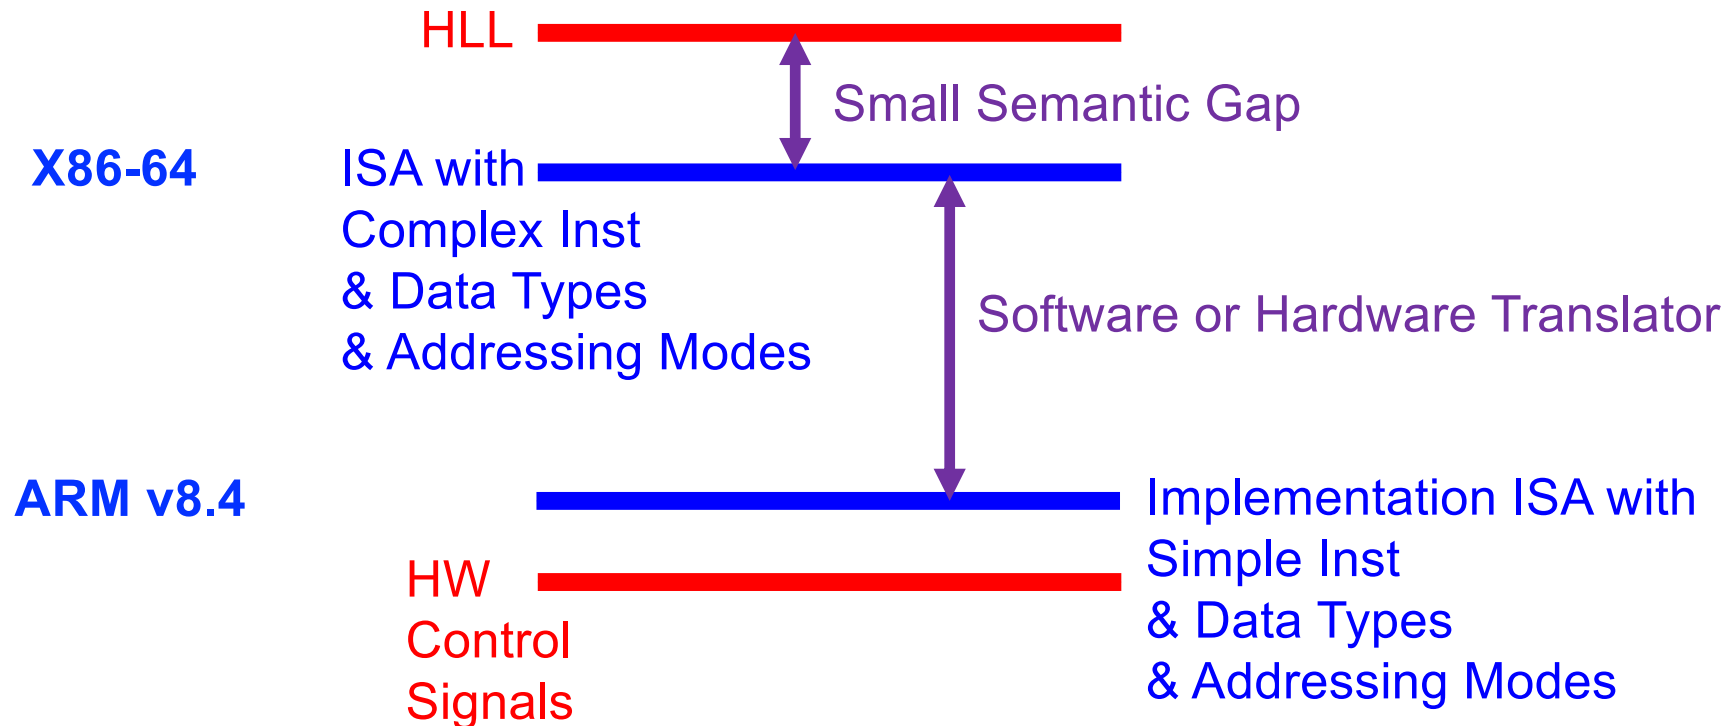 HLL
Small Semantic Gap
X86-64
ISA with
Complex Inst
& Data Types
& Addressing Modes
Software or Hardware Translator
ARM v8.4
Implementation ISA with
Simple Inst
& Data Types
& Addressing Modes
HW
Control
Signals